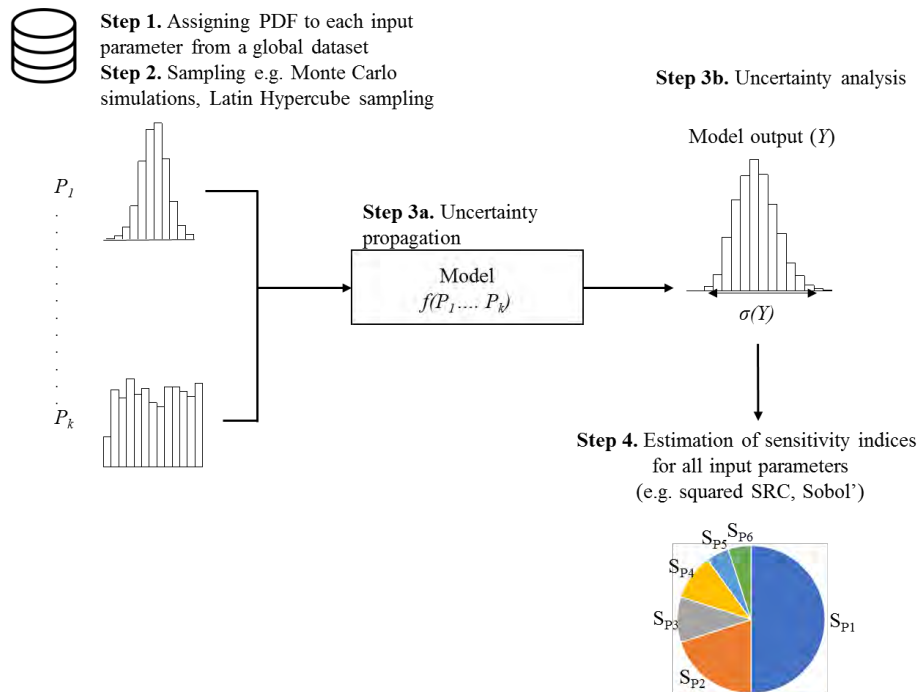 Step 1. Assigning PDF to each input
parameter from a global dataset
Step 2. Sampling e.g. Monte Carlo
simulations, Latin Hypercube sampling
P1
Pk
Step 3a. Uncertainty
propagation
Model
f(P1.... Pk)
Step 3b. Uncertainty analysis
Model output (Y)
σ(Y)
Step 4. Estimation of sensitivity indices
for all input parameters
(e.g. squared SRC, Sobol’)
SP6
SP5
SP4
SP3
SP1
SP2